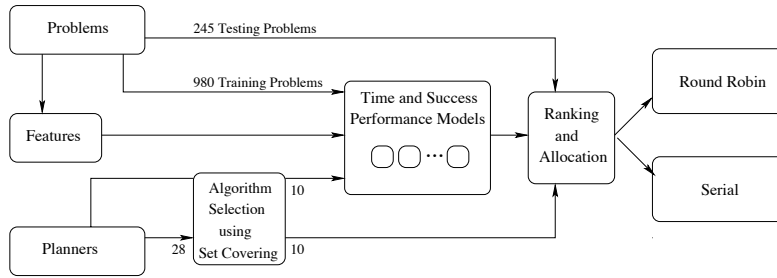 Problems
245 Testing Problems
980 Training Problems
Features
Time and Success
Performance Models
Ranking
and
Allocation
Round Robin
Serial
Planners
28
Algorithm
Selection
using
Set Covering
10
10